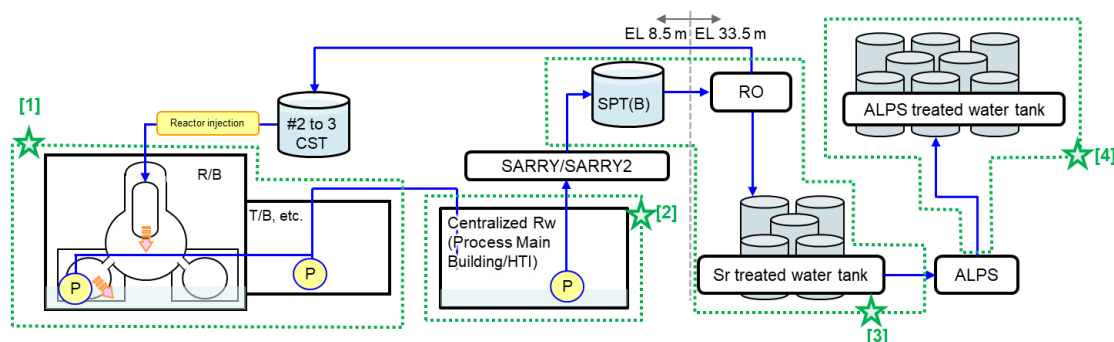 EL 8.5 m
EL 33.5 m
[1]
Reactor injection
#2 to 3
CST
SPT(B)
RO
ALPS treated water tank
[4]
R/B
SARRY/SARRY2
T/B, etc.
Centralized Rw
(Process Main
Building/HTI)
[2]
P
P
P
Sr treated water tank
ALPS
[3]